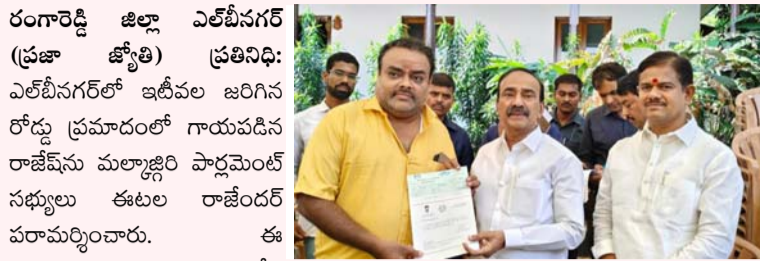 రంగారెడ్డి జిల్లా ఎల్‌బీనగర్
(ప్రజా జ్యోతి) ప్రతినిధి:
ఎల్‌బీనగర్‌లో ఇటీవల జరిగిన
రోడ్డు ప్రమాదంలో గాయపడిన
రాజేష్‌ను మల్కాజ్గిరి పార్లమెంట్
సభ్యులు ఈటల రాజేందర్
పరామర్శించారు. ఈ